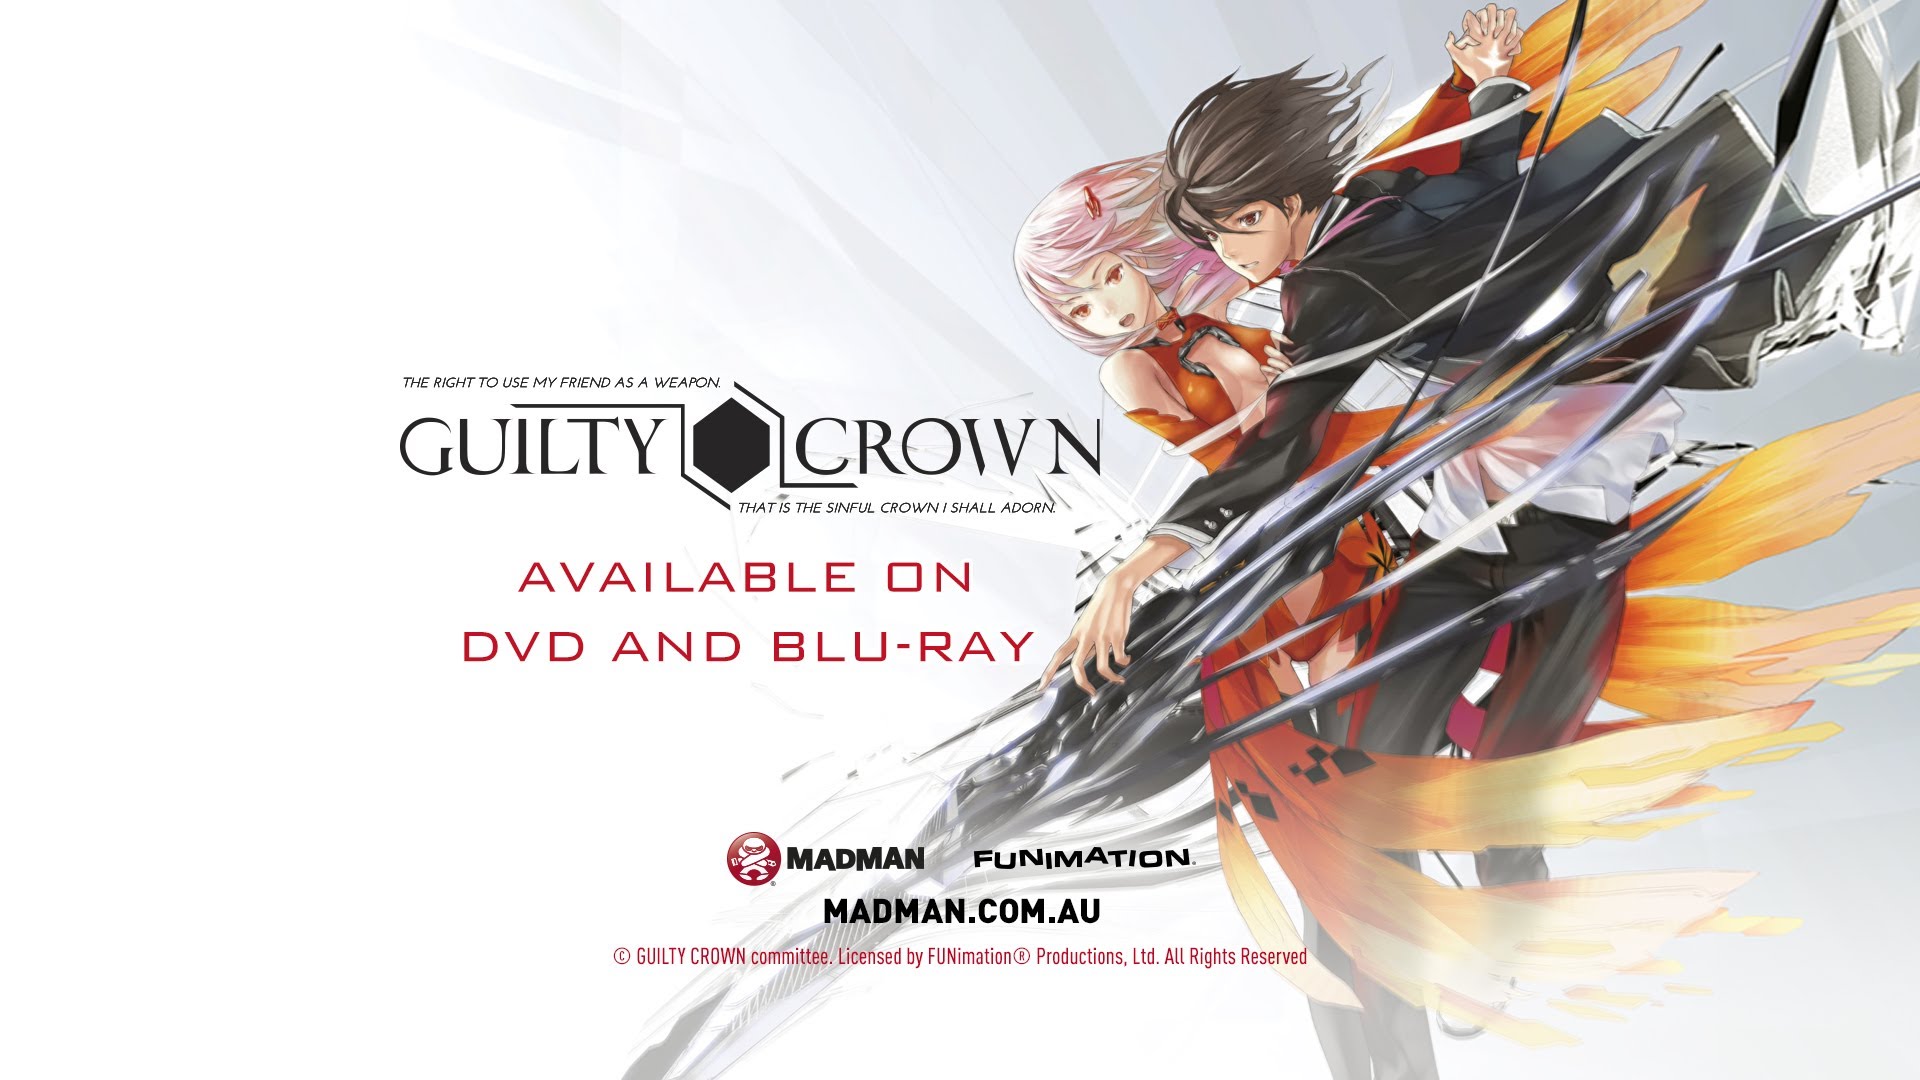 THE RIGHT TO USE MY FRIEND AS A WEAPON.
GUILTY CROWN
THAT IS THE SINFUL CROWN I SHALL ADORN.
AVAILABLE ON
DVD AND BLU-RAY
MADMAN® FUNIMATION®
MADMAN.COM.AU
© GUILTY CROWN committee. Licensed by FUNimation® Productions, Ltd. All Rights Reserved